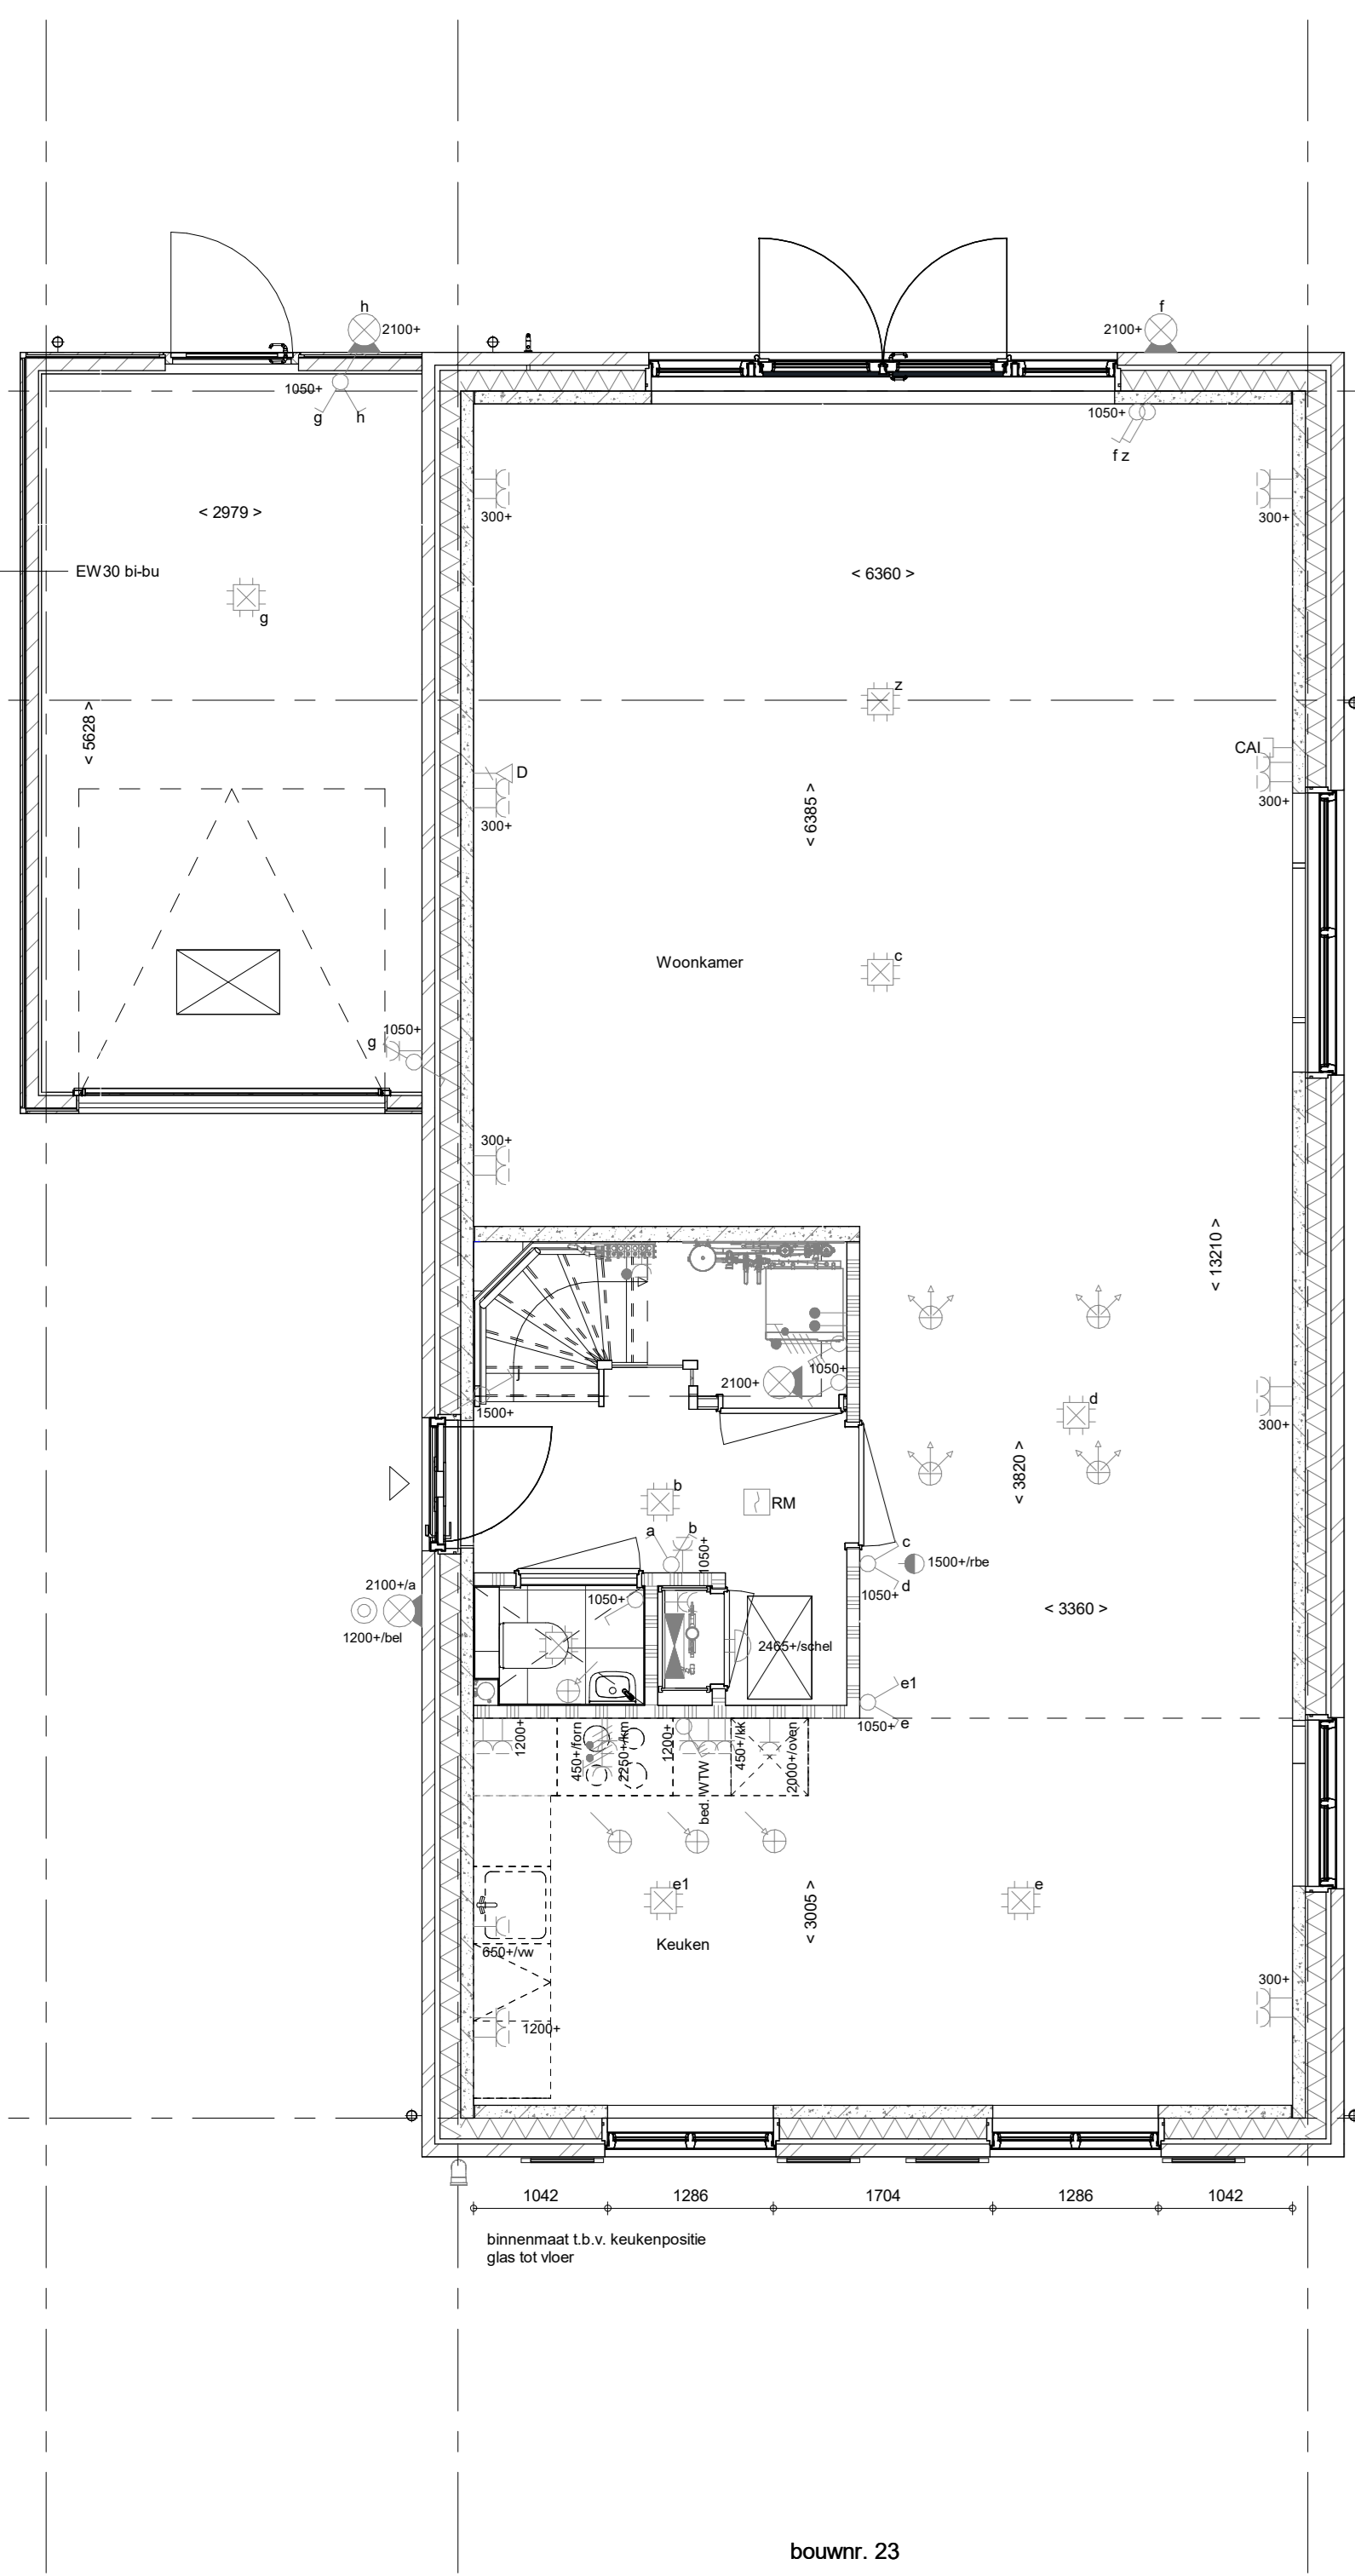 h
2100+
f
2100+
1050+
g
h
1050+
f z
300+
300+
< 2979 >
EW30 bi-bu
g
< 6360 >
z
< 5628 >
CAI
300+
D
300+
< 6385 >
Woonkamer
c
1050+
g
300+
< 13210 >
j
1500+
2100+
1050+
d
300+
< 3820 >
b
RM
a
b
1050+
c
1500+/rbe
d
1050+
2100+/a
1200+/bel
1050+
2465+/schel
< 3360 >
e1
1050+
e
1200+
450+/forn
2250+/km
1200+
bed. WTW
450+/kk
2000+/oven
e1
e
< 3005 >
Keuken
650+/vw
300+
1200+
1042
1286
1704
1286
1042
binnenmaat t.b.v. keukenpositie
glas tot vloer
bouwnr. 23